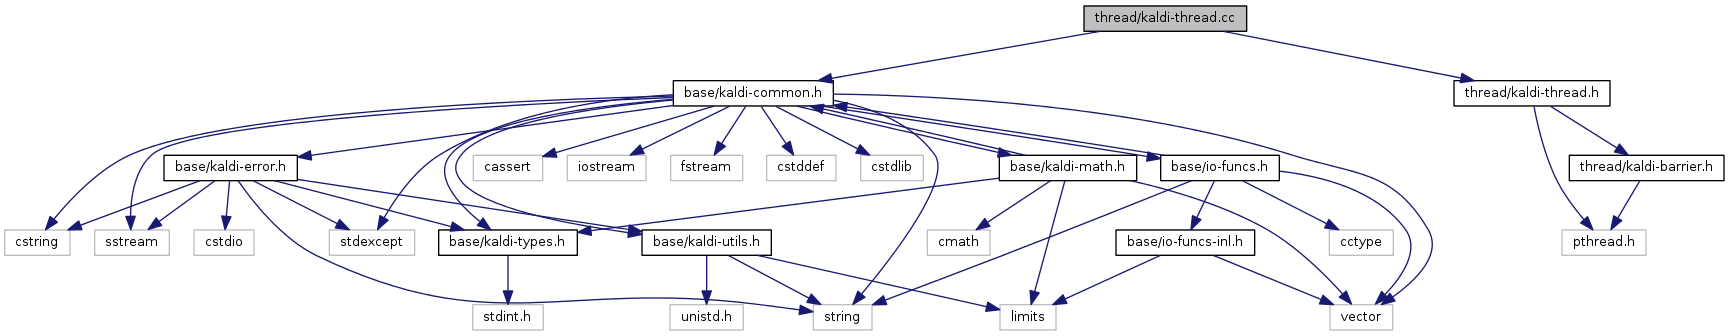 thread/kaldi-thread.cc
base/kaldi-common.h
thread/kaldi-thread.h
base/kaldi-error.h
cassert
iostream
fstream
cstddef
cstdlib
base/kaldi-math.h
base/io-funcs.h
thread/kaldi-barrier.h
cstring
sstream
cstdio
stdexcept
base/kaldi-types.h
base/kaldi-utils.h
cmath
base/io-funcs-inl.h
cctype
pthread.h
stdint.h
unistd.h
string
limits
vector